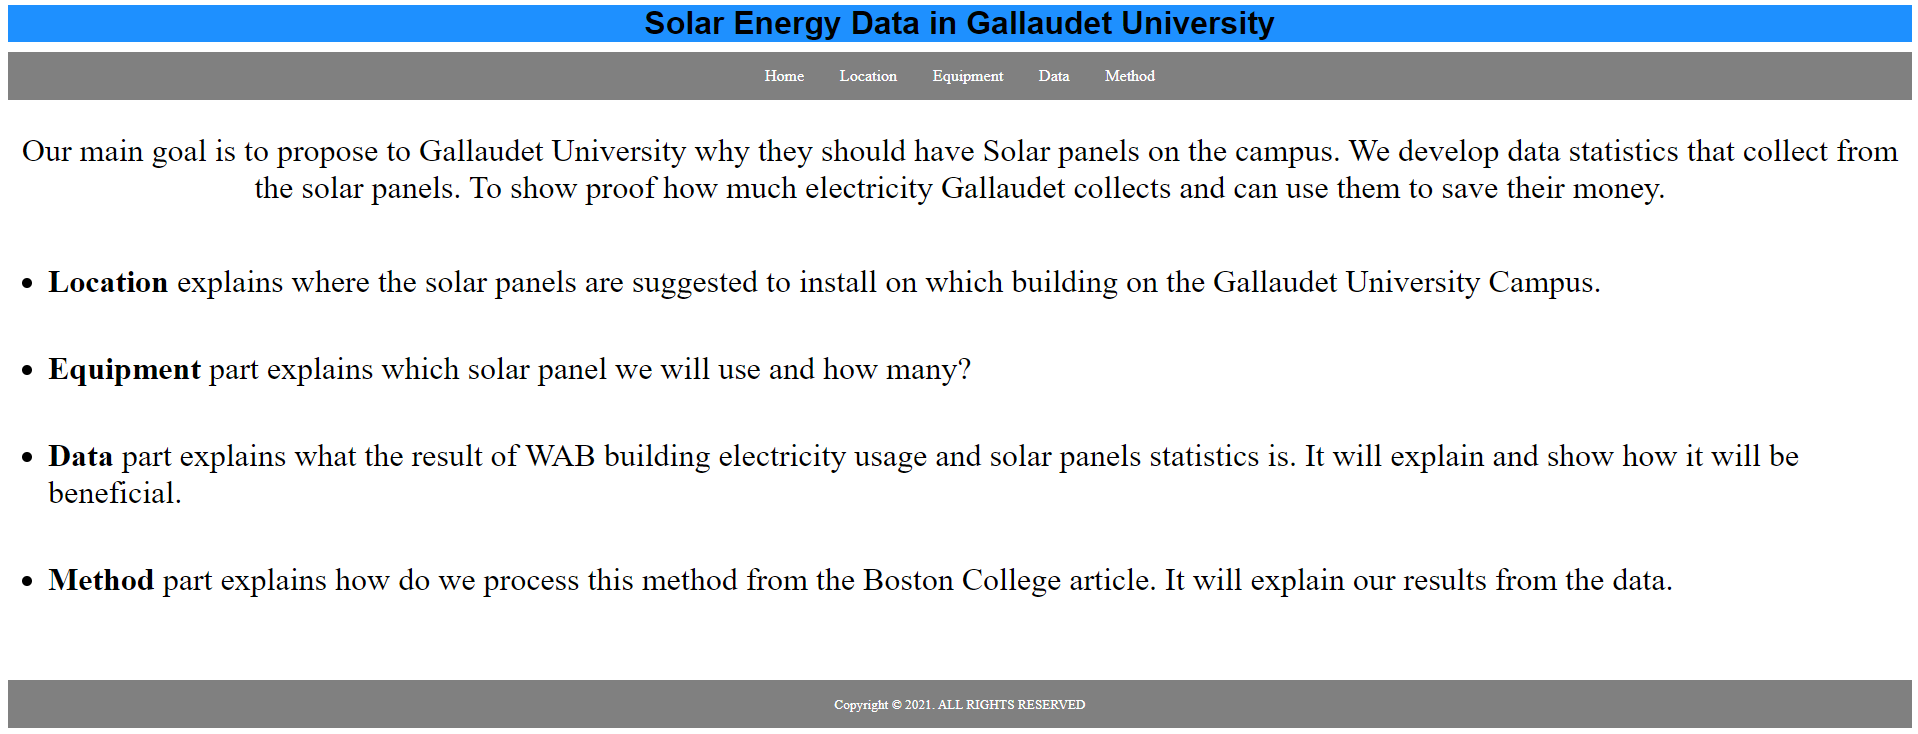 Solar Energy Data in Gallaudet University
Home Location Equipment Data Method
Our main goal is to propose to Gallaudet University why they should have Solar panels on the campus. We develop data statistics that collect from
the solar panels. To show proof how much electricity Gallaudet collects and can use them to save their money.
• Location explains where the solar panels are suggested to install on which building on the Gallaudet University Campus.
• Equipment part explains which solar panel we will use and how many?
• Data part explains what the result of WAB building electricity usage and solar panels statistics is. It will explain and show how it will be
beneficial.
• Method part explains how do we process this method from the Boston College article. It will explain our results from the data.
Copyright © 2021. ALL RIGHTS RESERVED